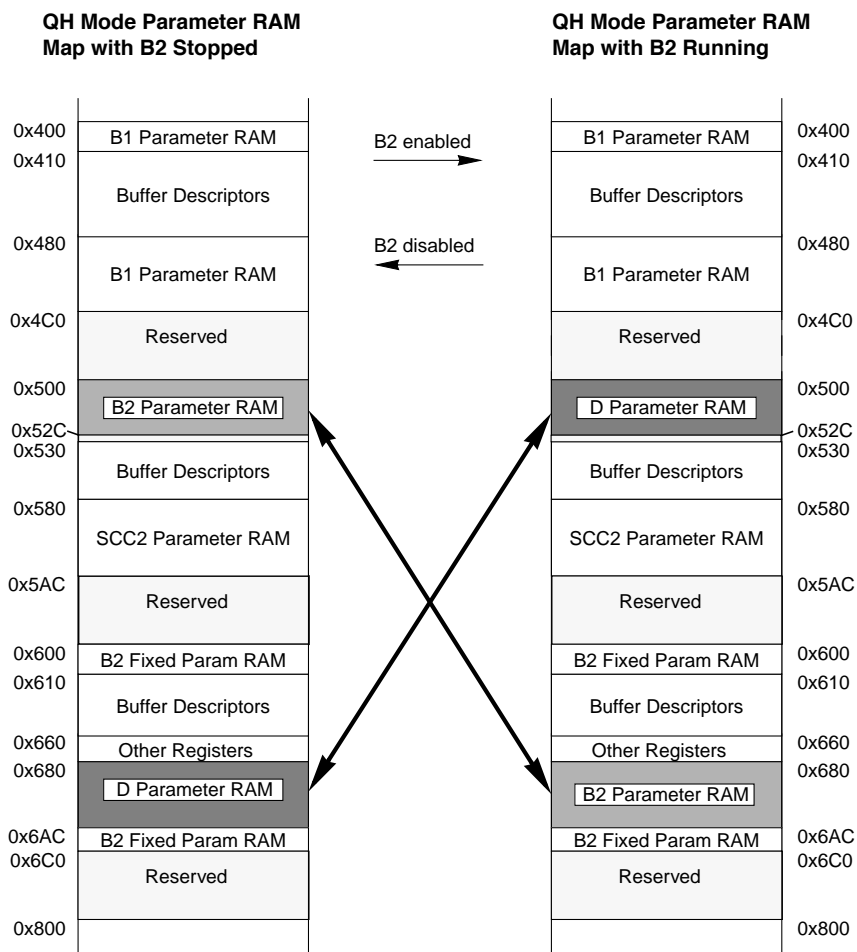 QH Mode Parameter RAM
Map with B2 Stopped
0x400
B1 Parameter RAM
0x410
Buffer Descriptors
0x480
B1 Parameter RAM
0x4C0
Reserved
0x500
B2 Parameter RAM
0x52C
0x530
Buffer Descriptors
0x580
SCC2 Parameter RAM
0x5AC
Reserved
0x600
B2 Fixed Param RAM
0x610
Buffer Descriptors
0x660
Other Registers
0x680
D Parameter RAM
0x6AC
B2 Fixed Param RAM
0x6C0
Reserved
0x800
B2 enabled
B2 disabled
QH Mode Parameter RAM
Map with B2 Running
B1 Parameter RAM
0x400
0x410
Buffer Descriptors
0x480
B1 Parameter RAM
0x4C0
Reserved
0x500
D Parameter RAM
0x52C
0x530
Buffer Descriptors
0x580
SCC2 Parameter RAM
0x5AC
Reserved
0x600
B2 Fixed Param RAM
0x610
Buffer Descriptors
0x660
Other Registers
0x680
B2 Parameter RAM
0x6AC
B2 Fixed Param RAM
0x6C0
Reserved
0x800